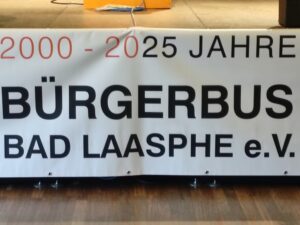 2000 - 2025 JAHRE
BÜRGERBUS
BAD LAASPHE e.V.